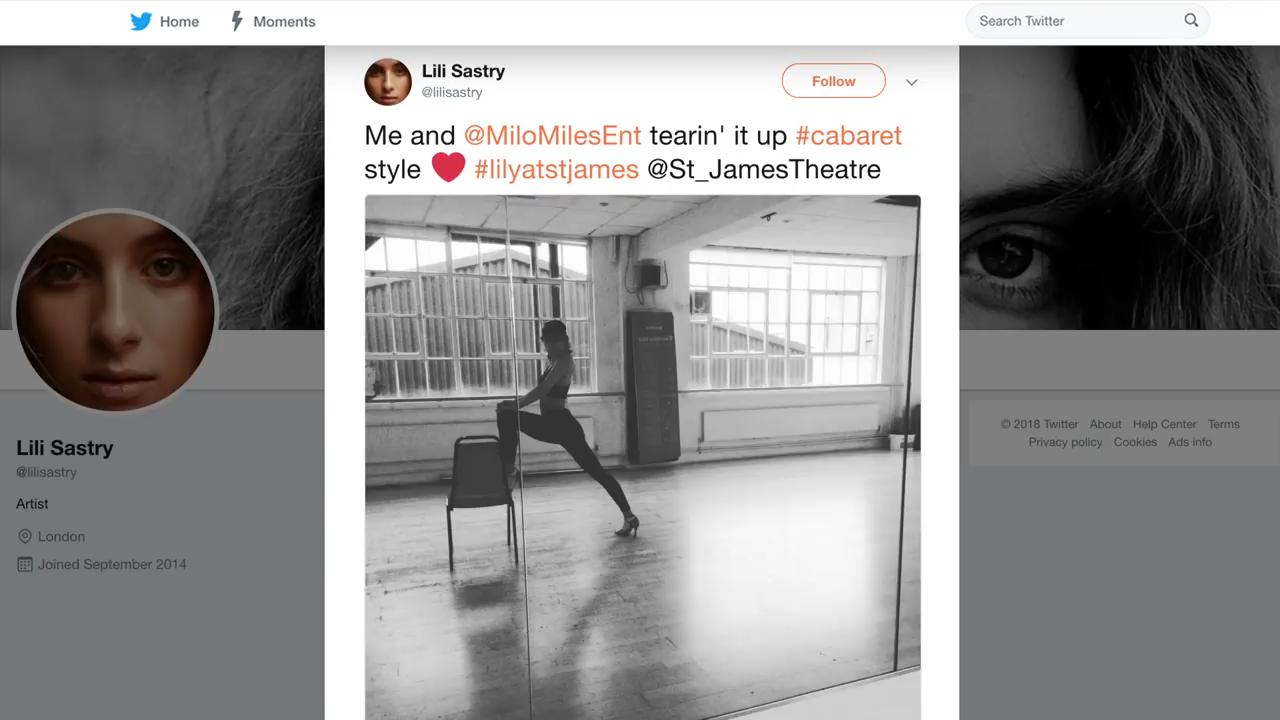 Home
Moments
Search Twitter
Lili Sastry
@lilisastry
Follow
Me and @MiloMilesEnt tearin' it up #cabaret
style ❤️ #lilyatstjames @St_JamesTheatre
Lili Sastry
@lilisastry
Artist
London
Joined September 2014
© 2018 Twitter About Help Center Terms
Privacy policy Cookies Ads info